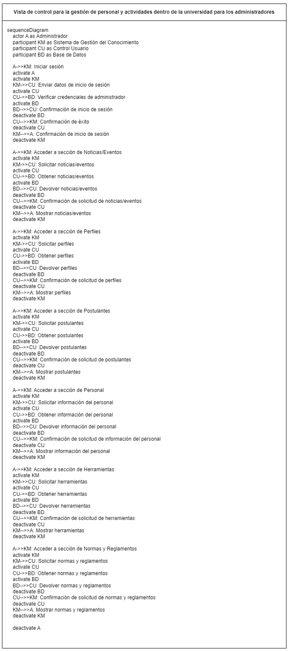 Vista de control para la gestión de personal y actividades dentro de la universidad para los administradores
sequenceDiagram
actor A as Administrador
participant KM as Sistema de Gestión del Conocimiento
participant CU as Control Usuario
participant BD as Base de Datos
A->>KM: Iniciar sesión
activate A
activate KM
KM->>CU: Enviar datos de inicio de sesión
activate CU
CU->>BD: Verificar credenciales de administrador
activate BD
BD-->>CU: Confirmación de inicio de sesión
deactivate BD
CU-->>KM: Confirmación de éxito
deactivate CU
KM-->>A: Confirmación de inicio de sesión
deactivate KM
A->>KM: Acceder a sección de Noticias/Eventos
activate KM
KM->>CU: Solicitar noticias/eventos
activate CU
CU->>BD: Obtener noticias/eventos
activate BD
BD-->>CU: Devolver noticias/eventos
deactivate BD
CU-->>KM: Confirmación de solicitud de noticias/eventos
deactivate CU
KM-->>A: Mostrar noticias/eventos
deactivate KM
A->>KM: Acceder a sección de Perfiles
activate KM
KM->>CU: Solicitar perfiles
activate CU
CU->>BD: Obtener perfiles
activate BD
BD-->>CU: Devolver perfiles
deactivate BD
CU-->>KM: Confirmación de solicitud de perfiles
deactivate CU
KM-->>A: Mostrar perfiles
deactivate KM
A->>KM: Acceder a sección de Postulantes
activate KM
KM->>CU: Solicitar postulantes
activate CU
CU->>BD: Obtener postulantes
activate BD
BD-->>CU: Devolver postulantes
deactivate BD
CU-->>KM: Confirmación de solicitud de postulantes
deactivate CU
KM-->>A: Mostrar postulantes
deactivate KM
A->>KM: Acceder a sección de Personal
activate KM
KM->>CU: Solicitar información del personal
activate CU
CU->>BD: Obtener información del personal
activate BD
BD-->>CU: Devolver información del personal
deactivate BD
CU-->>KM: Confirmación de solicitud de información del personal
deactivate CU
KM-->>A: Mostrar información del personal
deactivate KM
A->>KM: Acceder a sección de Herramientas
activate KM
KM->>CU: Solicitar herramientas
activate CU
CU->>BD: Obtener herramientas
activate BD
BD-->>CU: Devolver herramientas
deactivate BD
CU-->>KM: Confirmación de solicitud de herramientas
deactivate CU
KM-->>A: Mostrar herramientas
deactivate KM
A->>KM: Acceder a sección de Normas y Reglamentos
activate KM
KM->>CU: Solicitar normas y reglamentos
activate CU
CU->>BD: Obtener normas y reglamentos
activate BD
BD-->>CU: Devolver normas y reglamentos
deactivate BD
CU-->>KM: Confirmación de solicitud de normas y reglamentos
deactivate CU
KM-->>A: Mostrar normas y reglamentos
deactivate KM
deactivate A